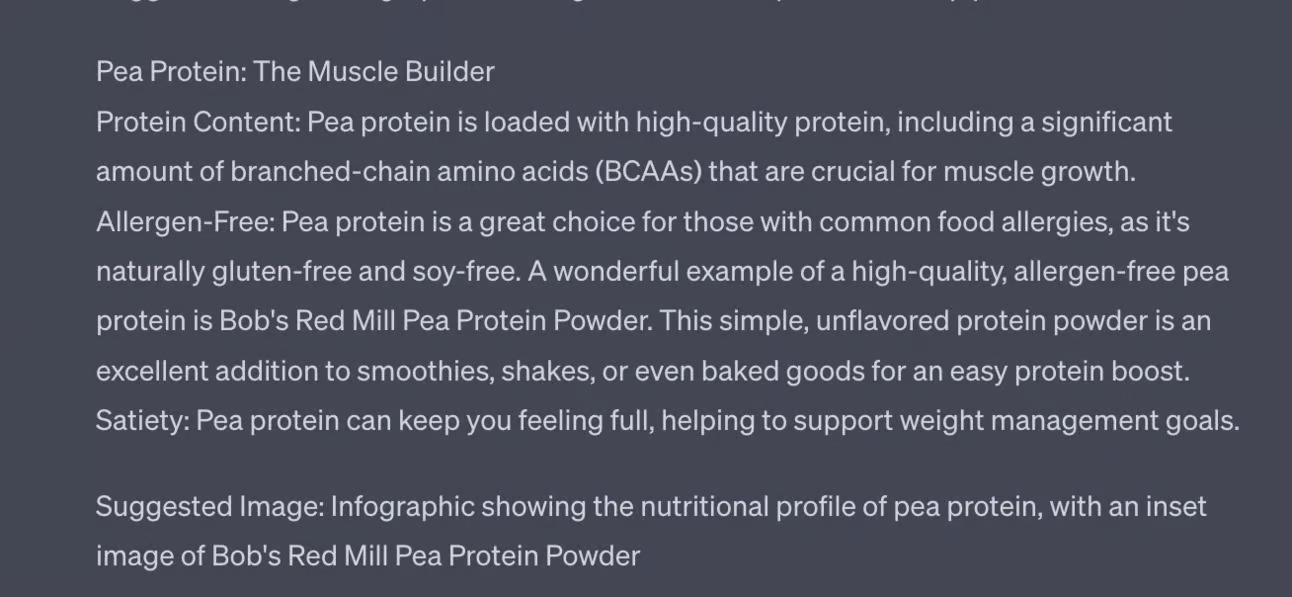 Pea Protein: The Muscle Builder
Protein Content: Pea protein is loaded with high-quality protein, including a significant
amount of branched-chain amino acids (BCAAs) that are crucial for muscle growth.
Allergen-Free: Pea protein is a great choice for those with common food allergies, as it's
naturally gluten-free and soy-free. A wonderful example of a high-quality, allergen-free pea
protein is Bob's Red Mill Pea Protein Powder. This simple, unflavored protein powder is an
excellent addition to smoothies, shakes, or even baked goods for an easy protein boost.
Satiety: Pea protein can keep you feeling full, helping to support weight management goals.
Suggested Image: Infographic showing the nutritional profile of pea protein, with an inset
image of Bob's Red Mill Pea Protein Powder